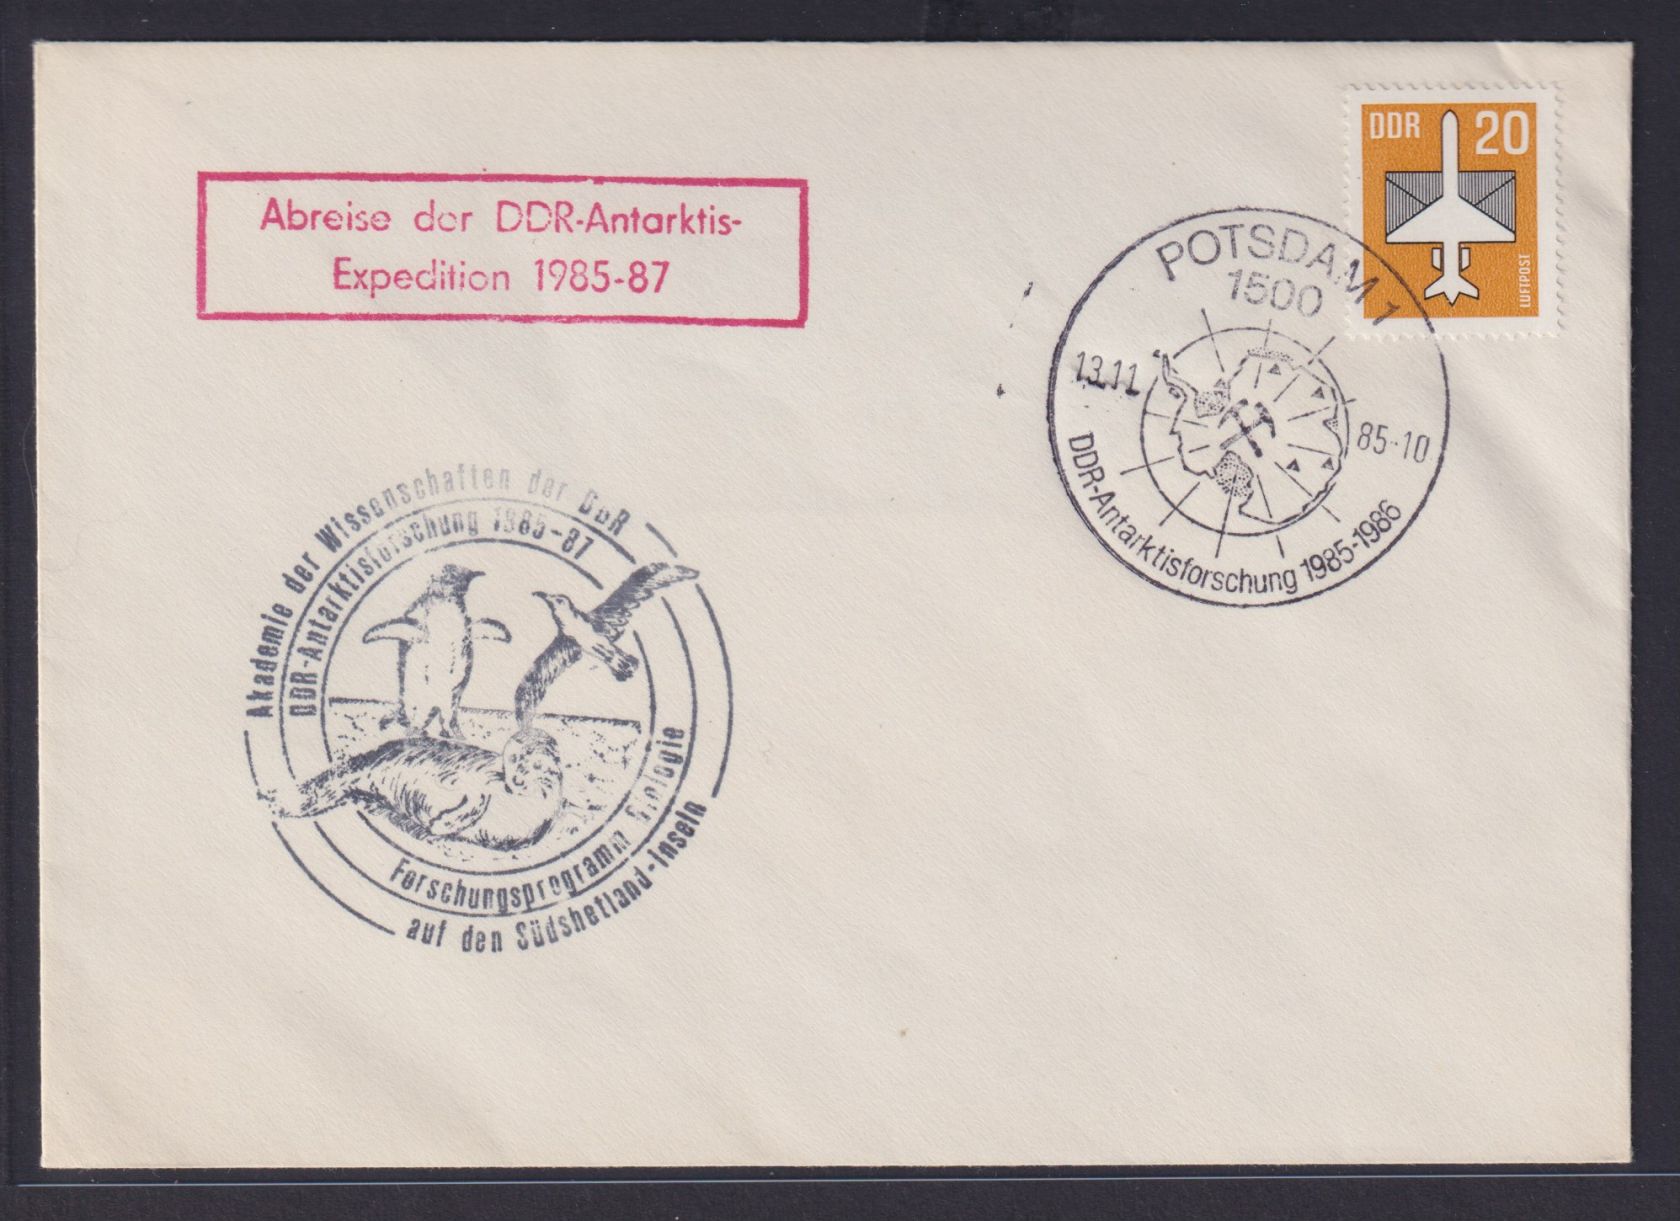 Abreise der DDR-Antarktis-
Expedition 1985-87
DDR 20
LUFTPOST
POTSDAM 1
1500
13.11. 85-10
DDR-Antarktisforschung 1985-1986
Akademie der Wissenschaften der DDR
DDR-Antarktisforschung 1985-87
Forschungsprogramm Biologie
auf den Südshetland-Inseln